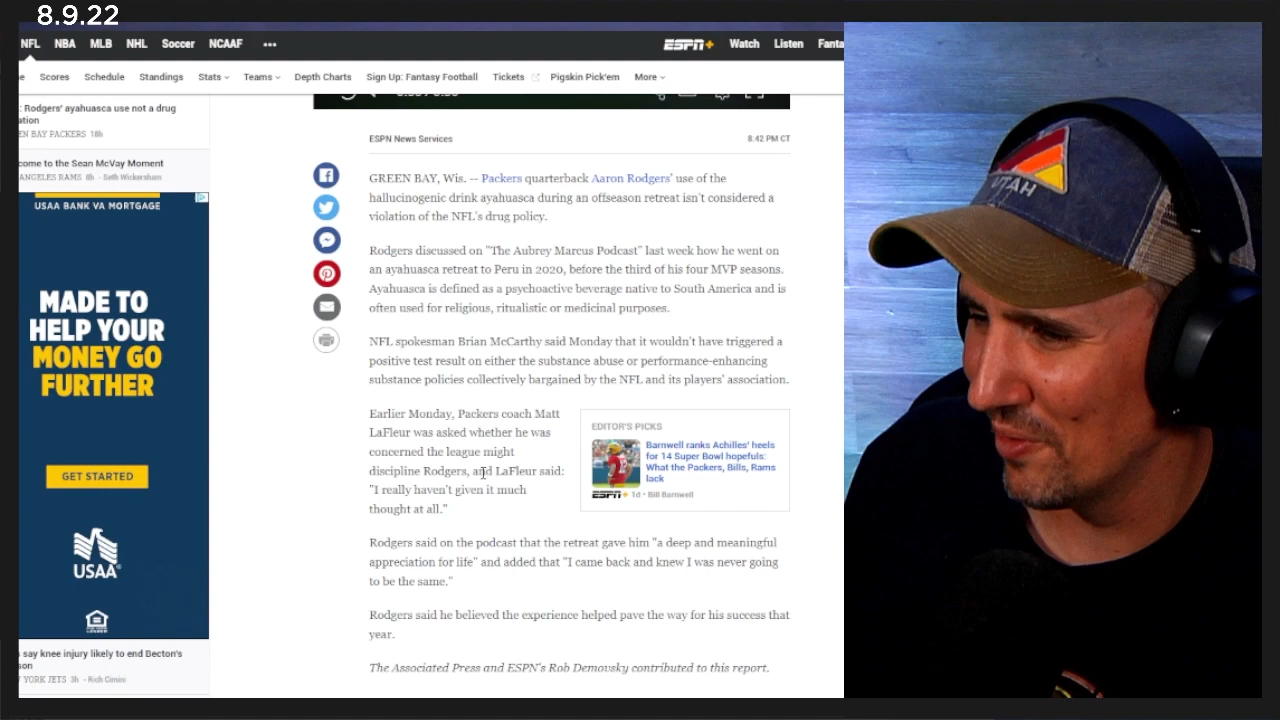 8.9.22
NFL NBA MLB NHL Soccer NCAAF ••• ESPN+ Watch Listen Fanta
Scores Schedule Standings Stats Teams Depth Charts Sign Up: Fantasy Football Tickets Pigskin Pick'em More
: Rodgers' ayahuasca use not a drug
EN BAY PACKERS 18h
come to the Sean McVay Moment
ANGELES RAMS 8h - Seth Wickersham
USAA BANK VA MORTGAGE
MADE TO
HELP YOUR
MONEY GO
FURTHER
GET STARTED
USAA®
say knee injury likely to end Becton's
son
YORK JETS 3h - Rich Cimini
ESPN News Services 8:42 PM CT
GREEN BAY, Wis. -- Packers quarterback Aaron Rodgers' use of the
hallucinogenic drink ayahuasca during an offseason retreat isn't considered a
violation of the NFL's drug policy.
Rodgers discussed on "The Aubrey Marcus Podcast" last week how he went on
an ayahuasca retreat to Peru in 2020, before the third of his four MVP seasons.
Ayahuasca is defined as a psychoactive beverage native to South America and is
often used for religious, ritualistic or medicinal purposes.
NFL spokesman Brian McCarthy said Monday that it wouldn't have triggered a
positive test result on either the substance abuse or performance-enhancing
substance policies collectively bargained by the NFL and its players' association.
Earlier Monday, Packers coach Matt
LaFleur was asked whether he was
concerned the league might
discipline Rodgers, and LaFleur said:
"I really haven't given it much
thought at all."
EDITOR'S PICKS
Barnwell ranks Achilles' heels
for 14 Super Bowl hopefuls:
What the Packers, Bills, Rams
lack
ESPN+ 1d • Bill Barnwell
Rodgers said on the podcast that the retreat gave him "a deep and meaningful
appreciation for life" and added that "I came back and knew I was never going
to be the same."
Rodgers said he believed the experience helped pave the way for his success that
year.
The Associated Press and ESPN's Rob Demovsky contributed to this report.
UTAH